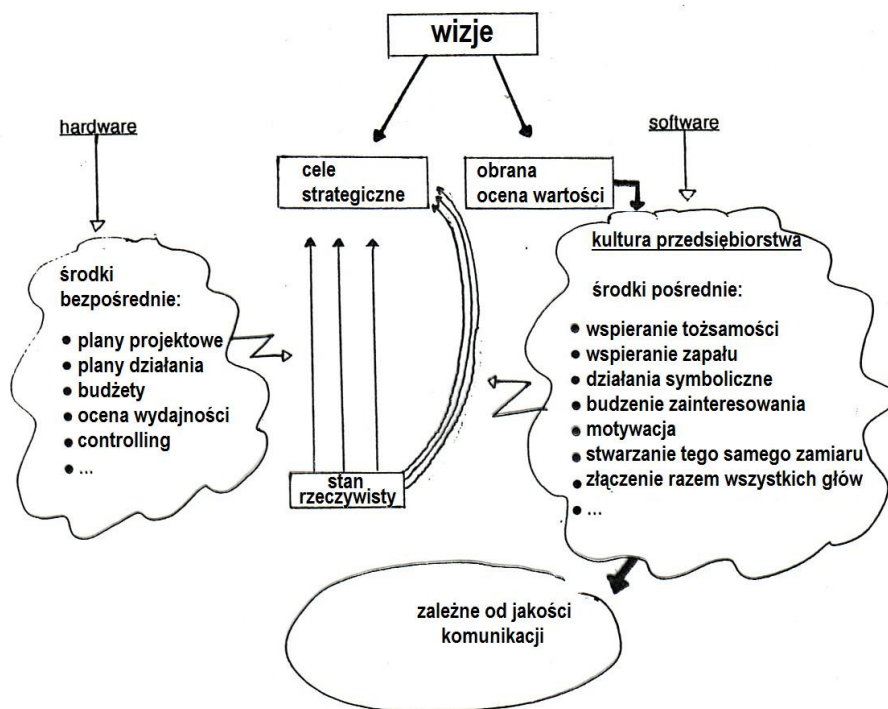 wizje
hardware
software
cele
strategiczne
obrana
ocena wartości
kultura przedsiębiorstwa
środki
bezpośrednie:
• plany projektowe
• plany działania
• budżety
• ocena wydajności
• controlling
• ...
środki pośrednie:
• wspieranie tożsamości
• wspieranie zapału
• działania symboliczne
• budzenie zainteresowania
• motywacja
• stwarzanie tego samego zamiaru
• złączenie razem wszystkich głów
• ...
stan
rzeczywisty
zależne od jakości
komunikacji